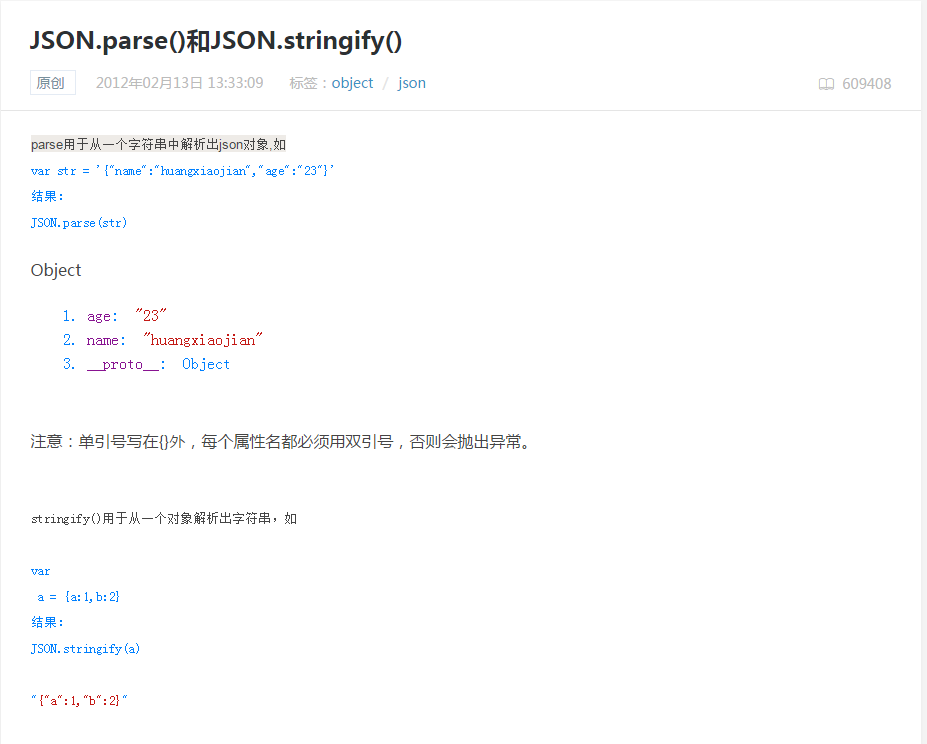 JSON.parse()和JSON.stringify()
原创 2012年02月13日 13:33:09 标签：object / json 609408
parse用于从一个字符串中解析出json对象,如
var str = '{"name":"huangxiaojian","age":"23"}'
结果：
JSON.parse(str)
Object
1. age: "23"
2. name: "huangxiaojian"
3. __proto__: Object
注意：单引号写在{}外，每个属性名都必须用双引号，否则会抛出异常。
stringify()用于从一个对象解析出字符串，如
var
a = {a:1,b:2}
结果：
JSON.stringify(a)
"{"a":1,"b":2}"